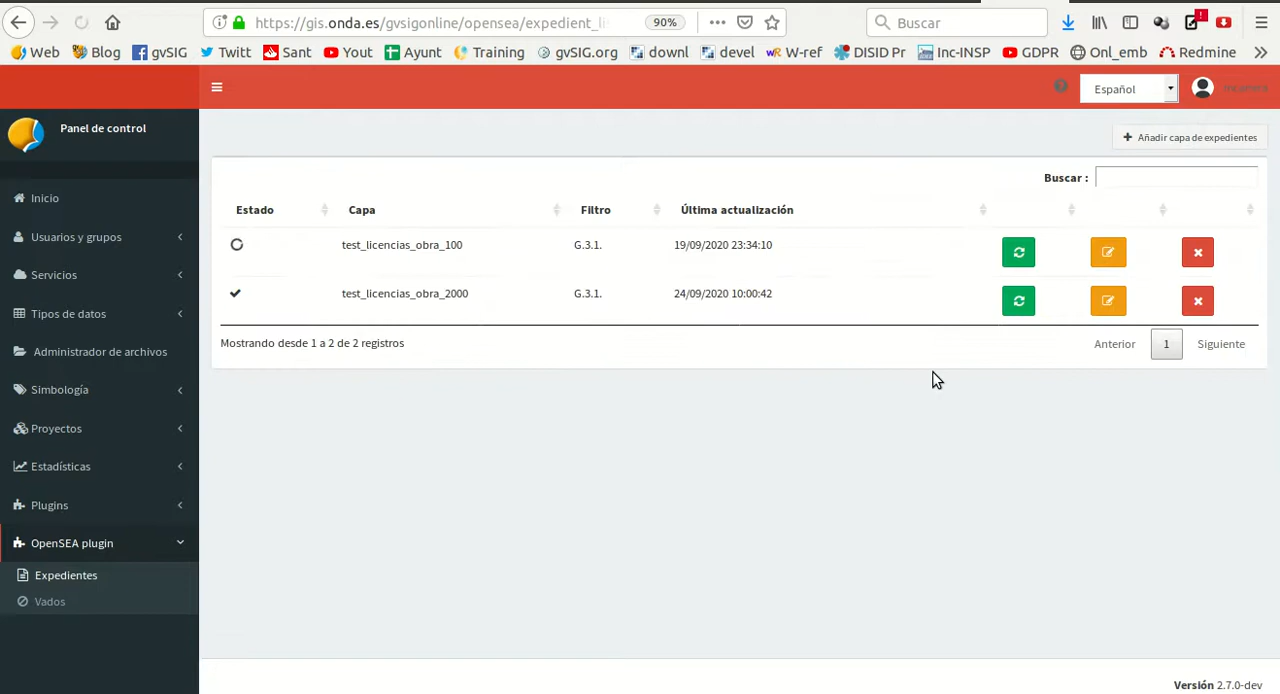 https://gis.onda.es/gvsigonline/opensea/expedient_li
90%
Buscar
!
Web
Blog
gvSIG
Twitt
Sant
Yout
Ayunt
Training
gvSIG.org
downl
devel
W-ref
DISID Pr
Inc-INSP
GDPR
Onl_emb
Redmine
Español
Panel de control
Añadir capa de expedientes
Buscar :
Estado Capa Filtro Última actualización
test_licencias_obra_100 G.3.1. 19/09/2020 23:34:10
test_licencias_obra_2000 G.3.1. 24/09/2020 10:00:42
Mostrando desde 1 a 2 de 2 registros
Anterior 1 Siguiente
Inicio
Usuarios y grupos
Servicios
Tipos de datos
Administrador de archivos
Simbología
Proyectos
Estadísticas
Plugins
OpenSEA plugin
Expedientes
Vados
Versión 2.7.0-dev